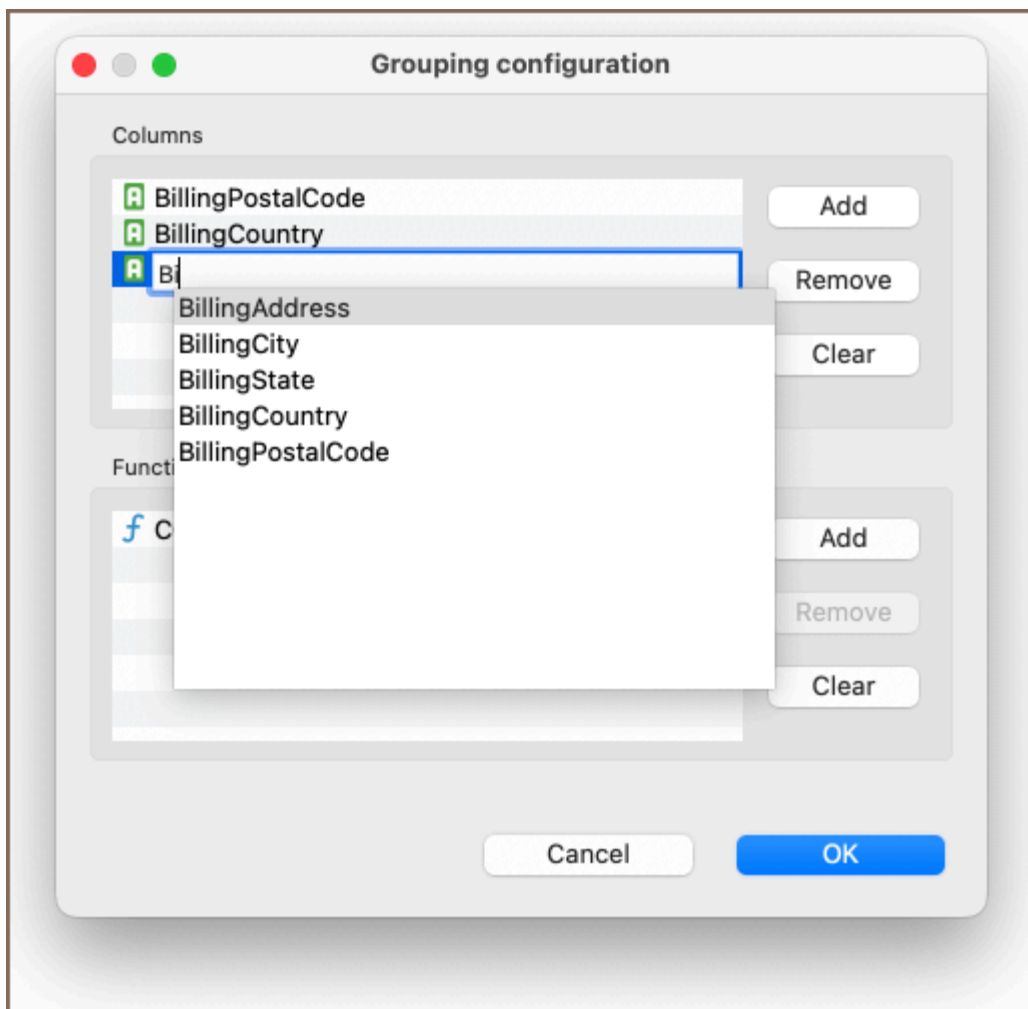 Grouping configuration
Columns
BillingPostalCode
Add
BillingCountry
Bi
Remove
BillingAddress
BillingCity
Clear
BillingState
BillingCountry
BillingPostalCode
Add
Remove
Clear
Cancel
OK